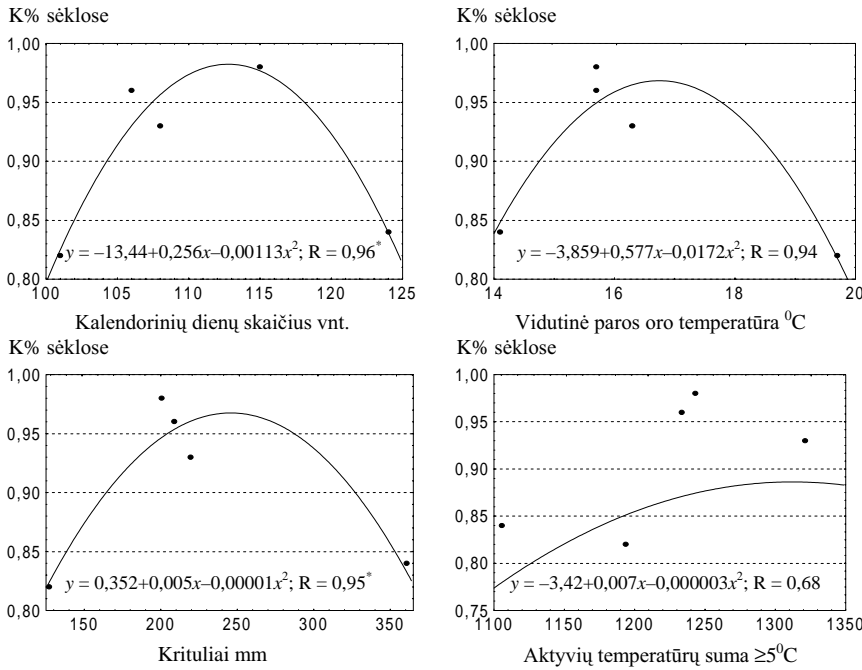 K% sėklose
1,00
0,95
0,90
0,85
0,80
100 105 110 115 120 125
y = –13,44+0,256x–0,00113x²; R = 0,96*
Kalendorinių dienų skaičius vnt.
K% sėklose
1,00
0,95
0,90
0,85
0,80
14 16 18 20
y = –3,859+0,577x–0,0172x²; R = 0,94
Vidutinė paros oro temperatūra ⁰C
K% sėklose
1,00
0,95
0,90
0,85
0,80
150 200 250 300 350
y = 0,352+0,005x–0,00001x²; R = 0,95*
Krituliai mm
K% sėklose
1,00
0,95
0,90
0,85
0,80
0,75
1100 1150 1200 1250 1300 1350
y = –3,42+0,007x–0,000003x²; R = 0,68
Aktyvių temperatūrų suma ≥5⁰C